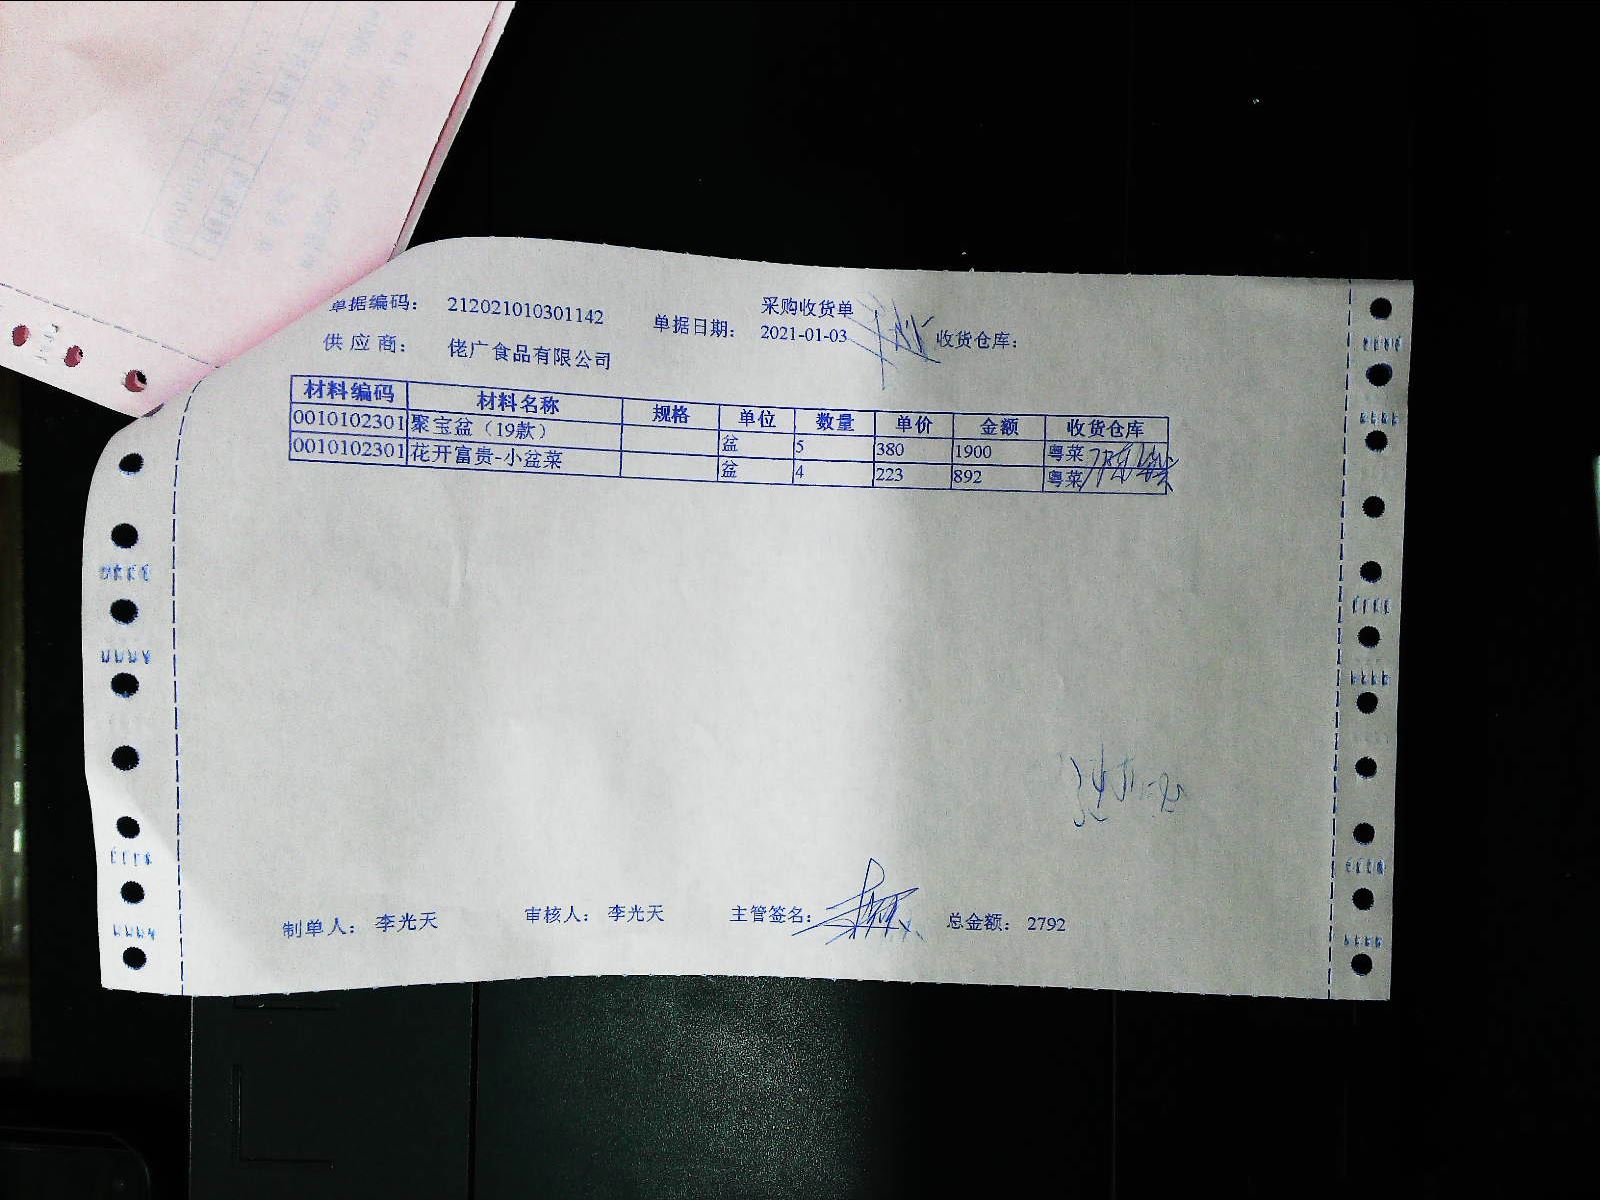 采购收货单
单据编码： 212021010301142 单据日期： 2021-01-03 收货仓库：
供应商： 佬广食品有限公司
材料编码 材料名称 规格 单位 数量 单价 金额 收货仓库
0010102301 聚宝盆（19款） 盆 5 380 1900 粤菜
0010102301 花开富贵-小盆菜 盆 4 223 892 粤菜
制单人： 李光天 审核人： 李光天 主管签名： 总金额： 2792